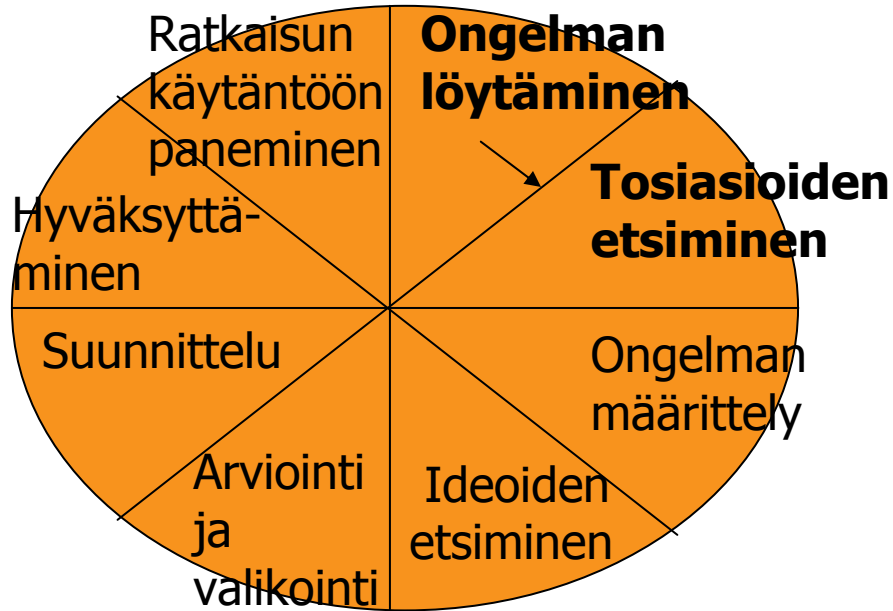 Ratkaisun
käytäntöön
paneminen
Ongelman
löytäminen
Tosiasioiden
etsiminen
Ongelman
määrittely
Ideoiden
etsiminen
Arviointi
ja
valikointi
Suunnittelu
Hyväksyttä-
minen